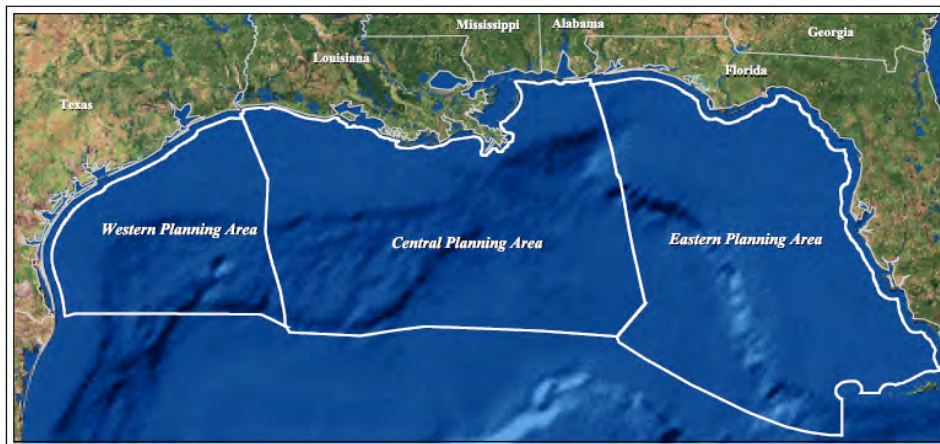 Mississippi
Alabama
Georgia
Louisiana
Florida
Texas
Western Planning Area
Central Planning Area
Eastern Planning Area